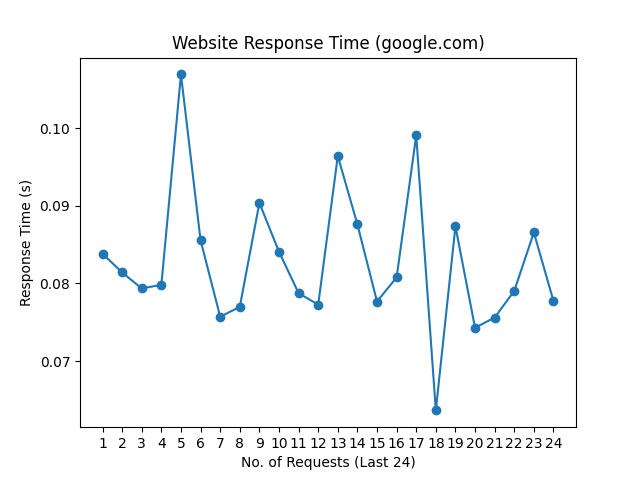 Website Response Time (google.com)
Response Time (s)
0.10
0.09
0.08
0.07
1 2 3 4 5 6 7 8 9 10 11 12 13 14 15 16 17 18 19 20 21 22 23 24
No. of Requests (Last 24)